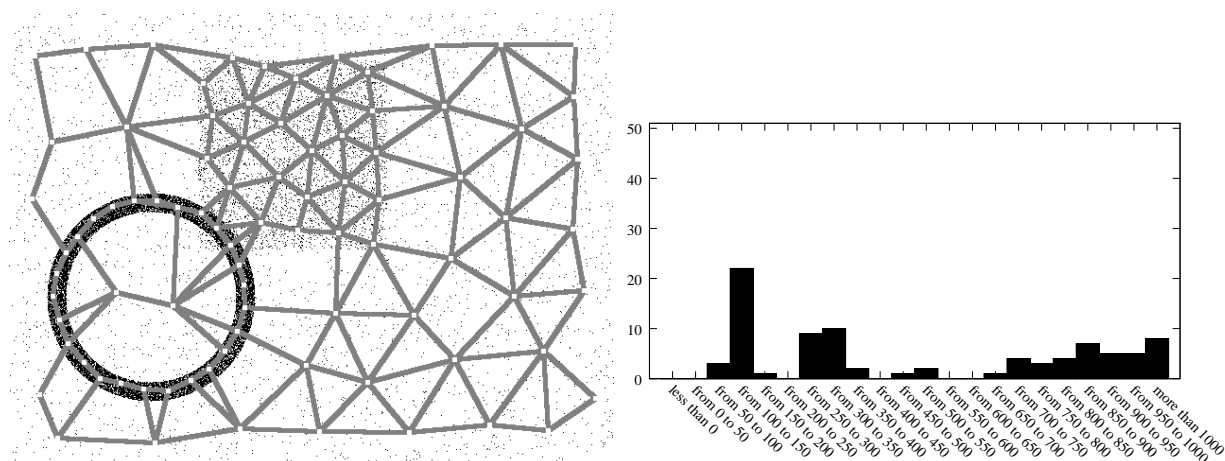 50
40
30
20
10
0
less than 0
from 0 to 50
from 50 to 100
from 100 to 150
from 150 to 200
from 200 to 250
from 250 to 300
from 300 to 350
from 350 to 400
from 400 to 450
from 450 to 500
from 500 to 550
from 550 to 600
from 600 to 650
from 650 to 700
from 700 to 750
from 750 to 800
from 800 to 850
from 850 to 900
from 900 to 950
from 950 to 1000
more than 1000